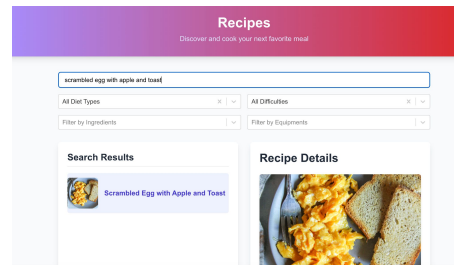 Recipes
Discover and cook your next favorite meal
scrambled egg with apple and toast
All Diet Types
All Difficulties
Filter by Ingredients
Filter by Equipments
Search Results
Recipe Details
Scrambled Egg with Apple and Toast